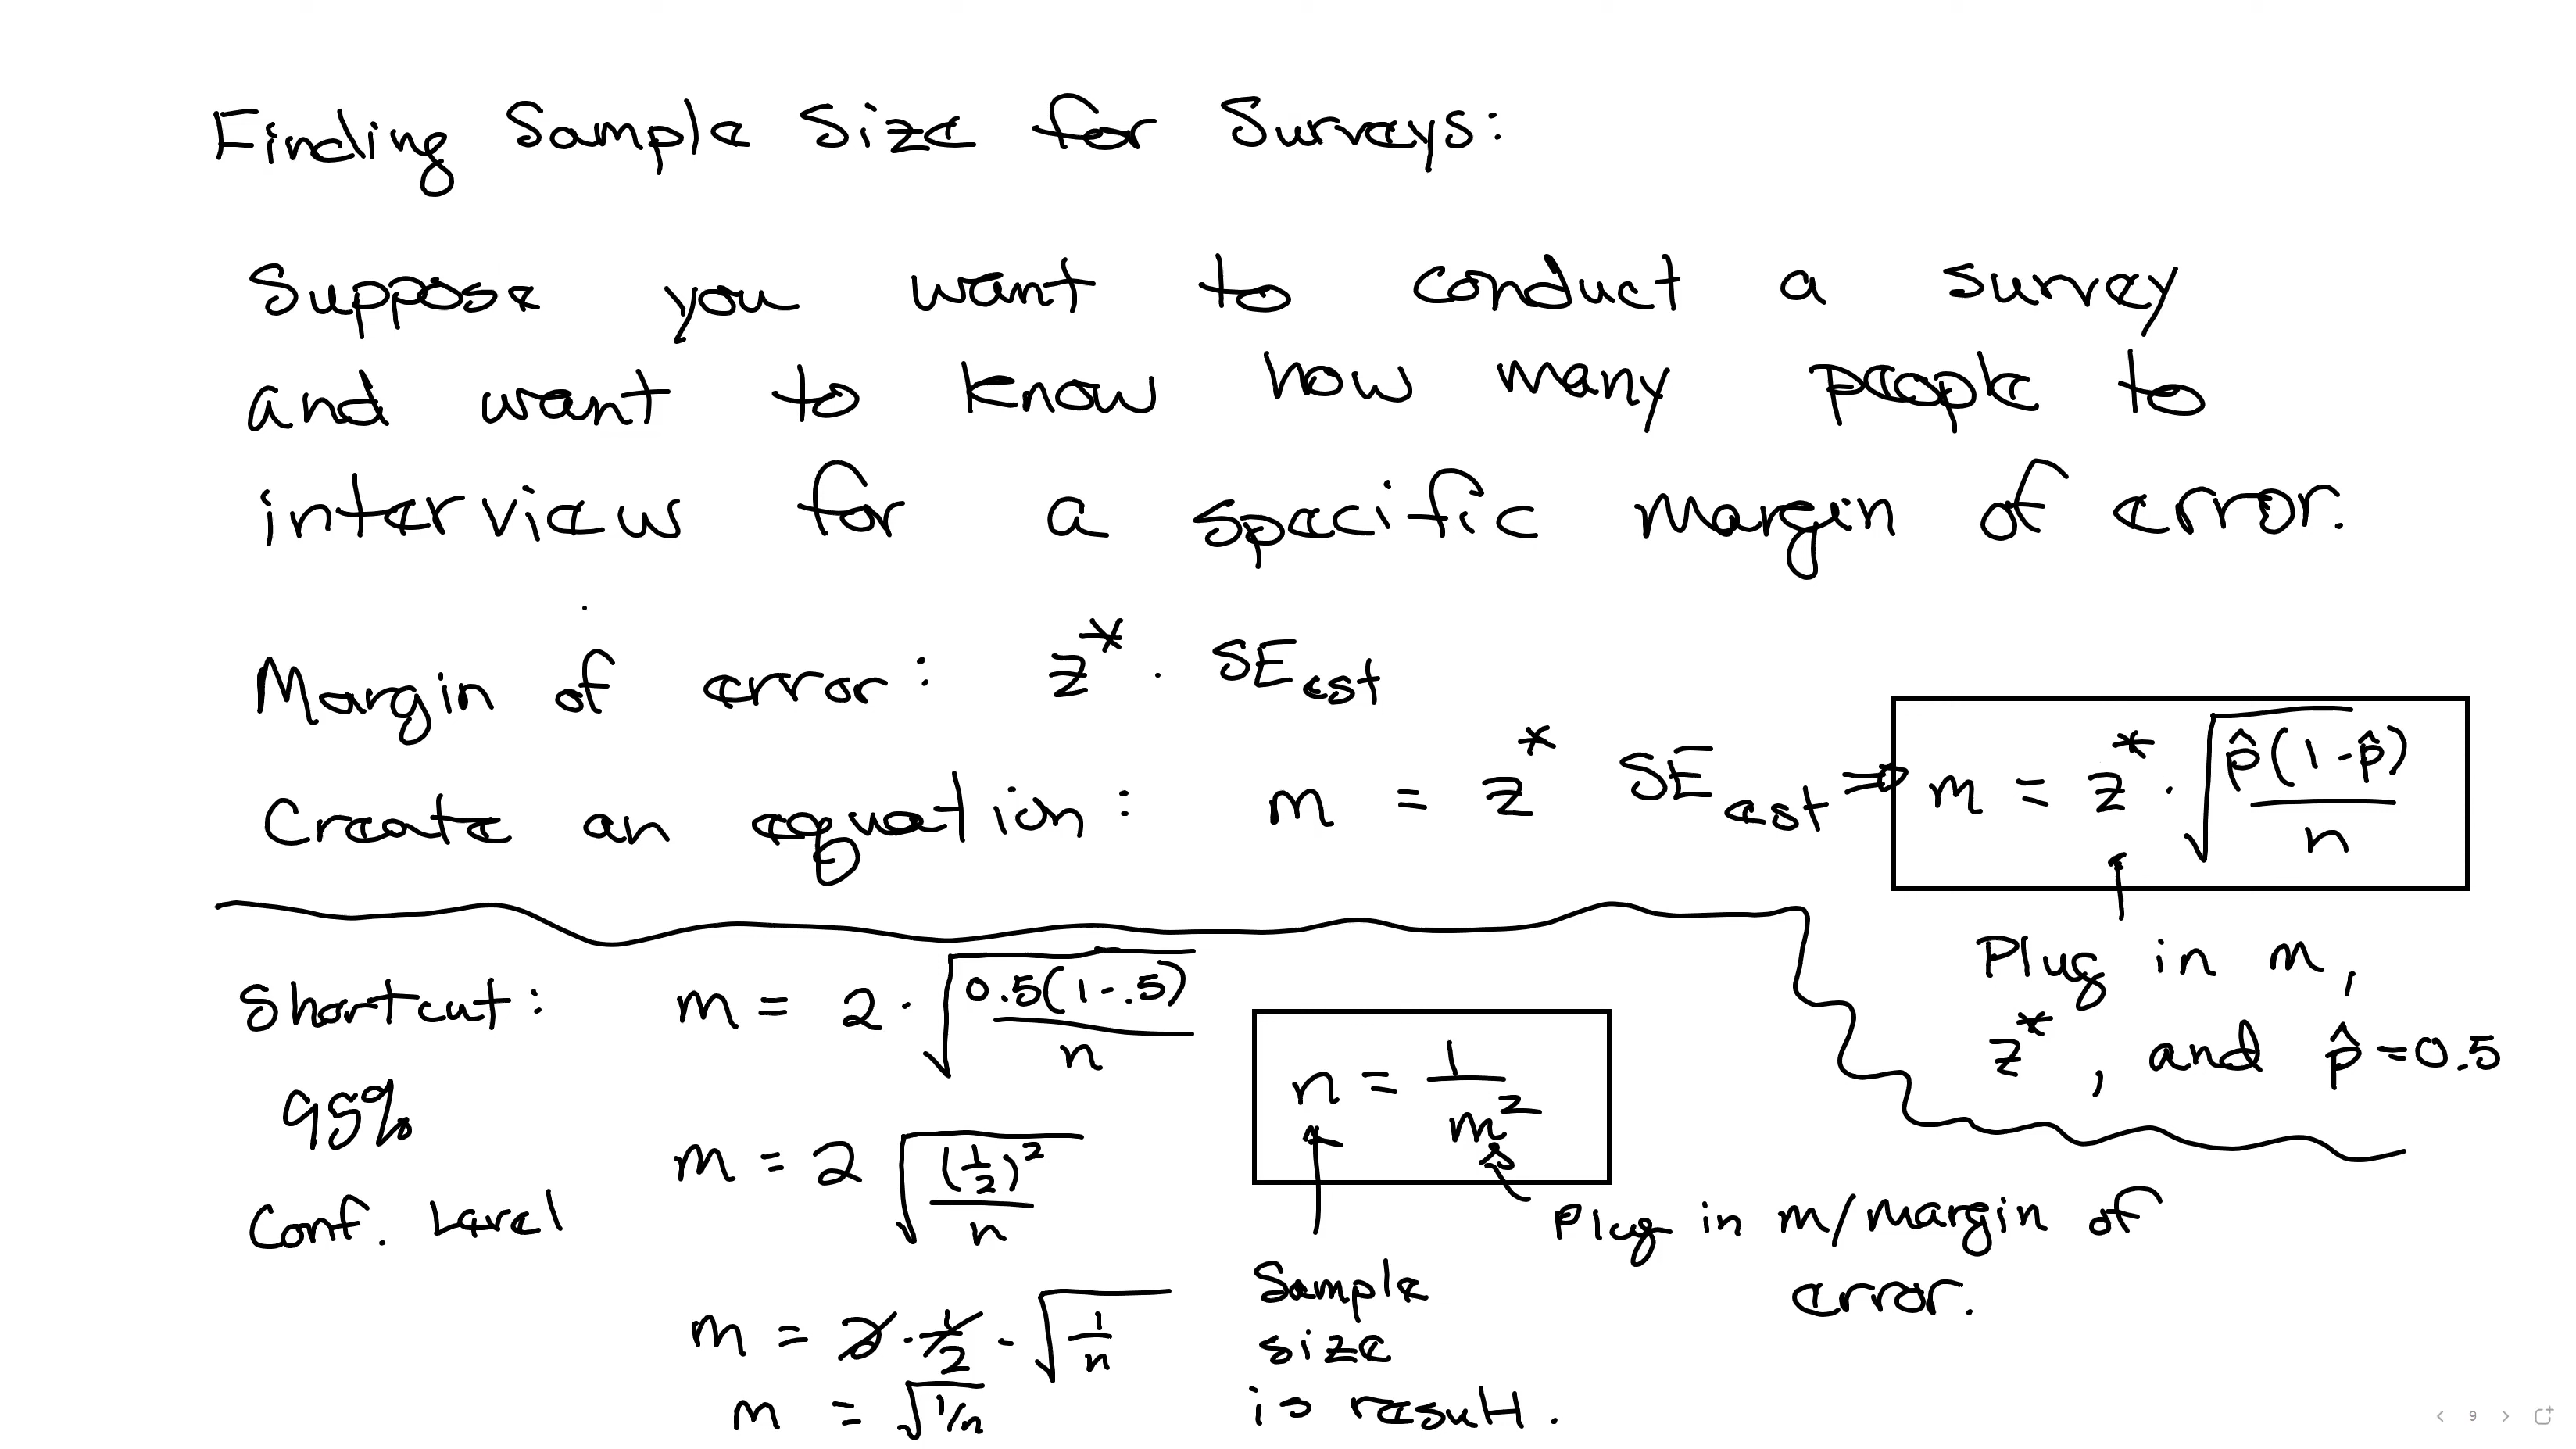 Finding Sample Size for Surveys:
Suppose you want to conduct a survey
and want to know how many people to
interview for a specific margin of error.
Margin of error: z* · SE_est
Create an equation: m = z* SE_est ⇒ m = z* · √(p̂(1-p̂)/n)
Plug in m,
z*, and p̂ = 0.5
Shortcut:
95%
Conf. Level
m = 2 · √(0.5(1-.5)/n)
m = 2 √((1/2)²/n)
m = 2 · 1/2 · √(1/n)
m = √(1/n)
n = 1/m²
Plug in m/margin of
error.
Sample
size
is result.
9